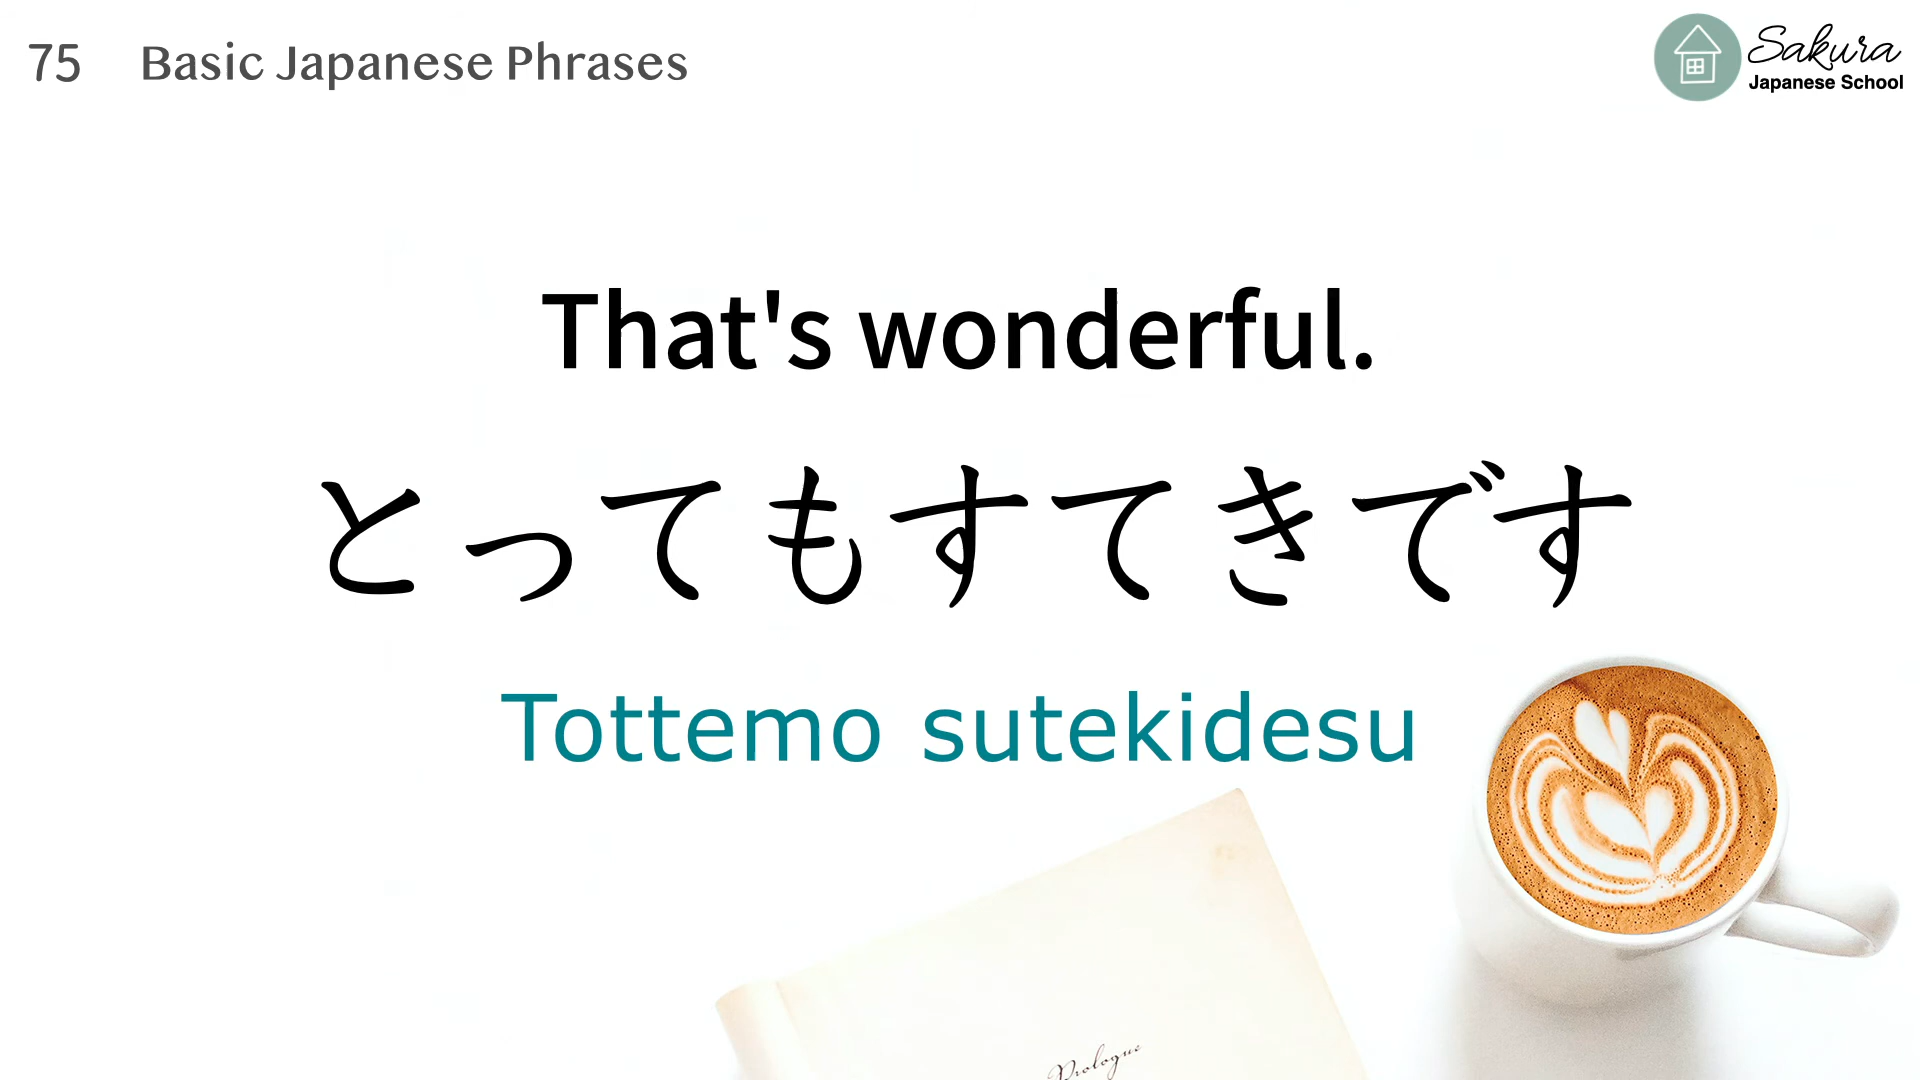 75 Basic Japanese Phrases
Sakura
Japanese School
That's wonderful.
とってもすてきです
Tottemo sutekidesu
Prologue